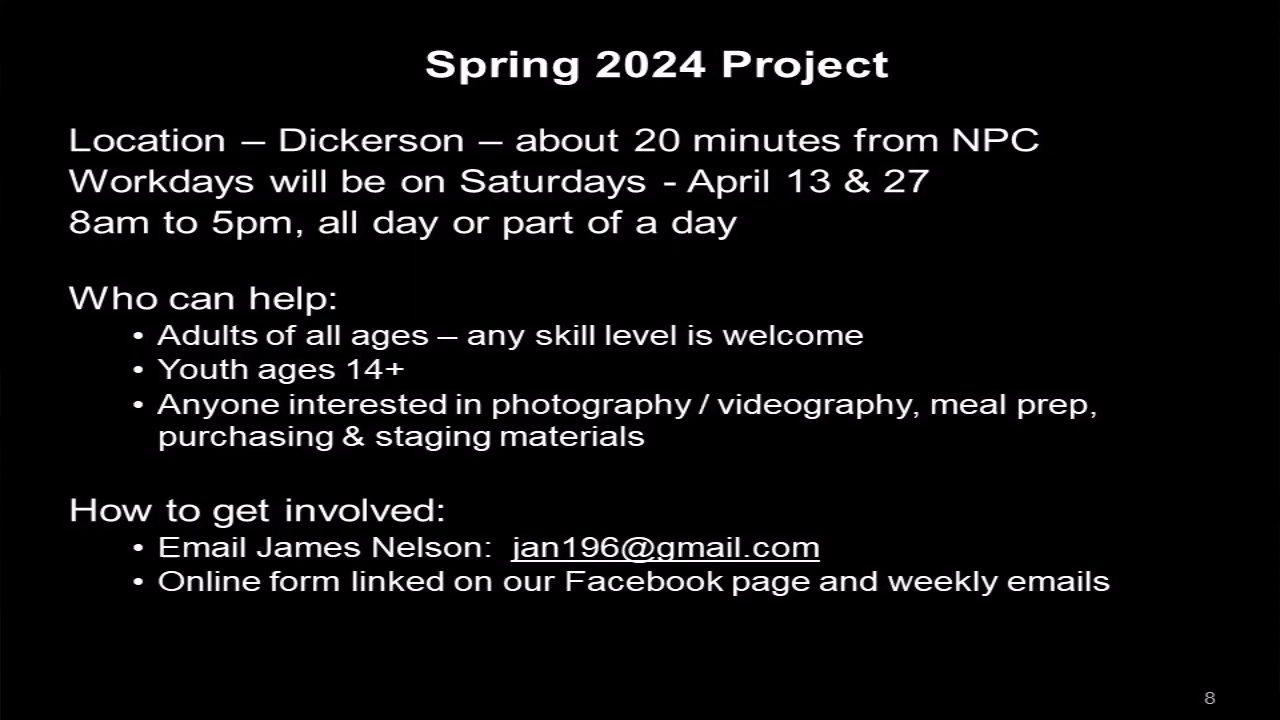 Spring 2024 Project
Location – Dickerson – about 20 minutes from NPC
Workdays will be on Saturdays - April 13 & 27
8am to 5pm, all day or part of a day
Who can help:
• Adults of all ages – any skill level is welcome
• Youth ages 14+
• Anyone interested in photography / videography, meal prep,
purchasing & staging materials
How to get involved:
• Email James Nelson:  jan196@gmail.com
• Online form linked on our Facebook page and weekly emails
8